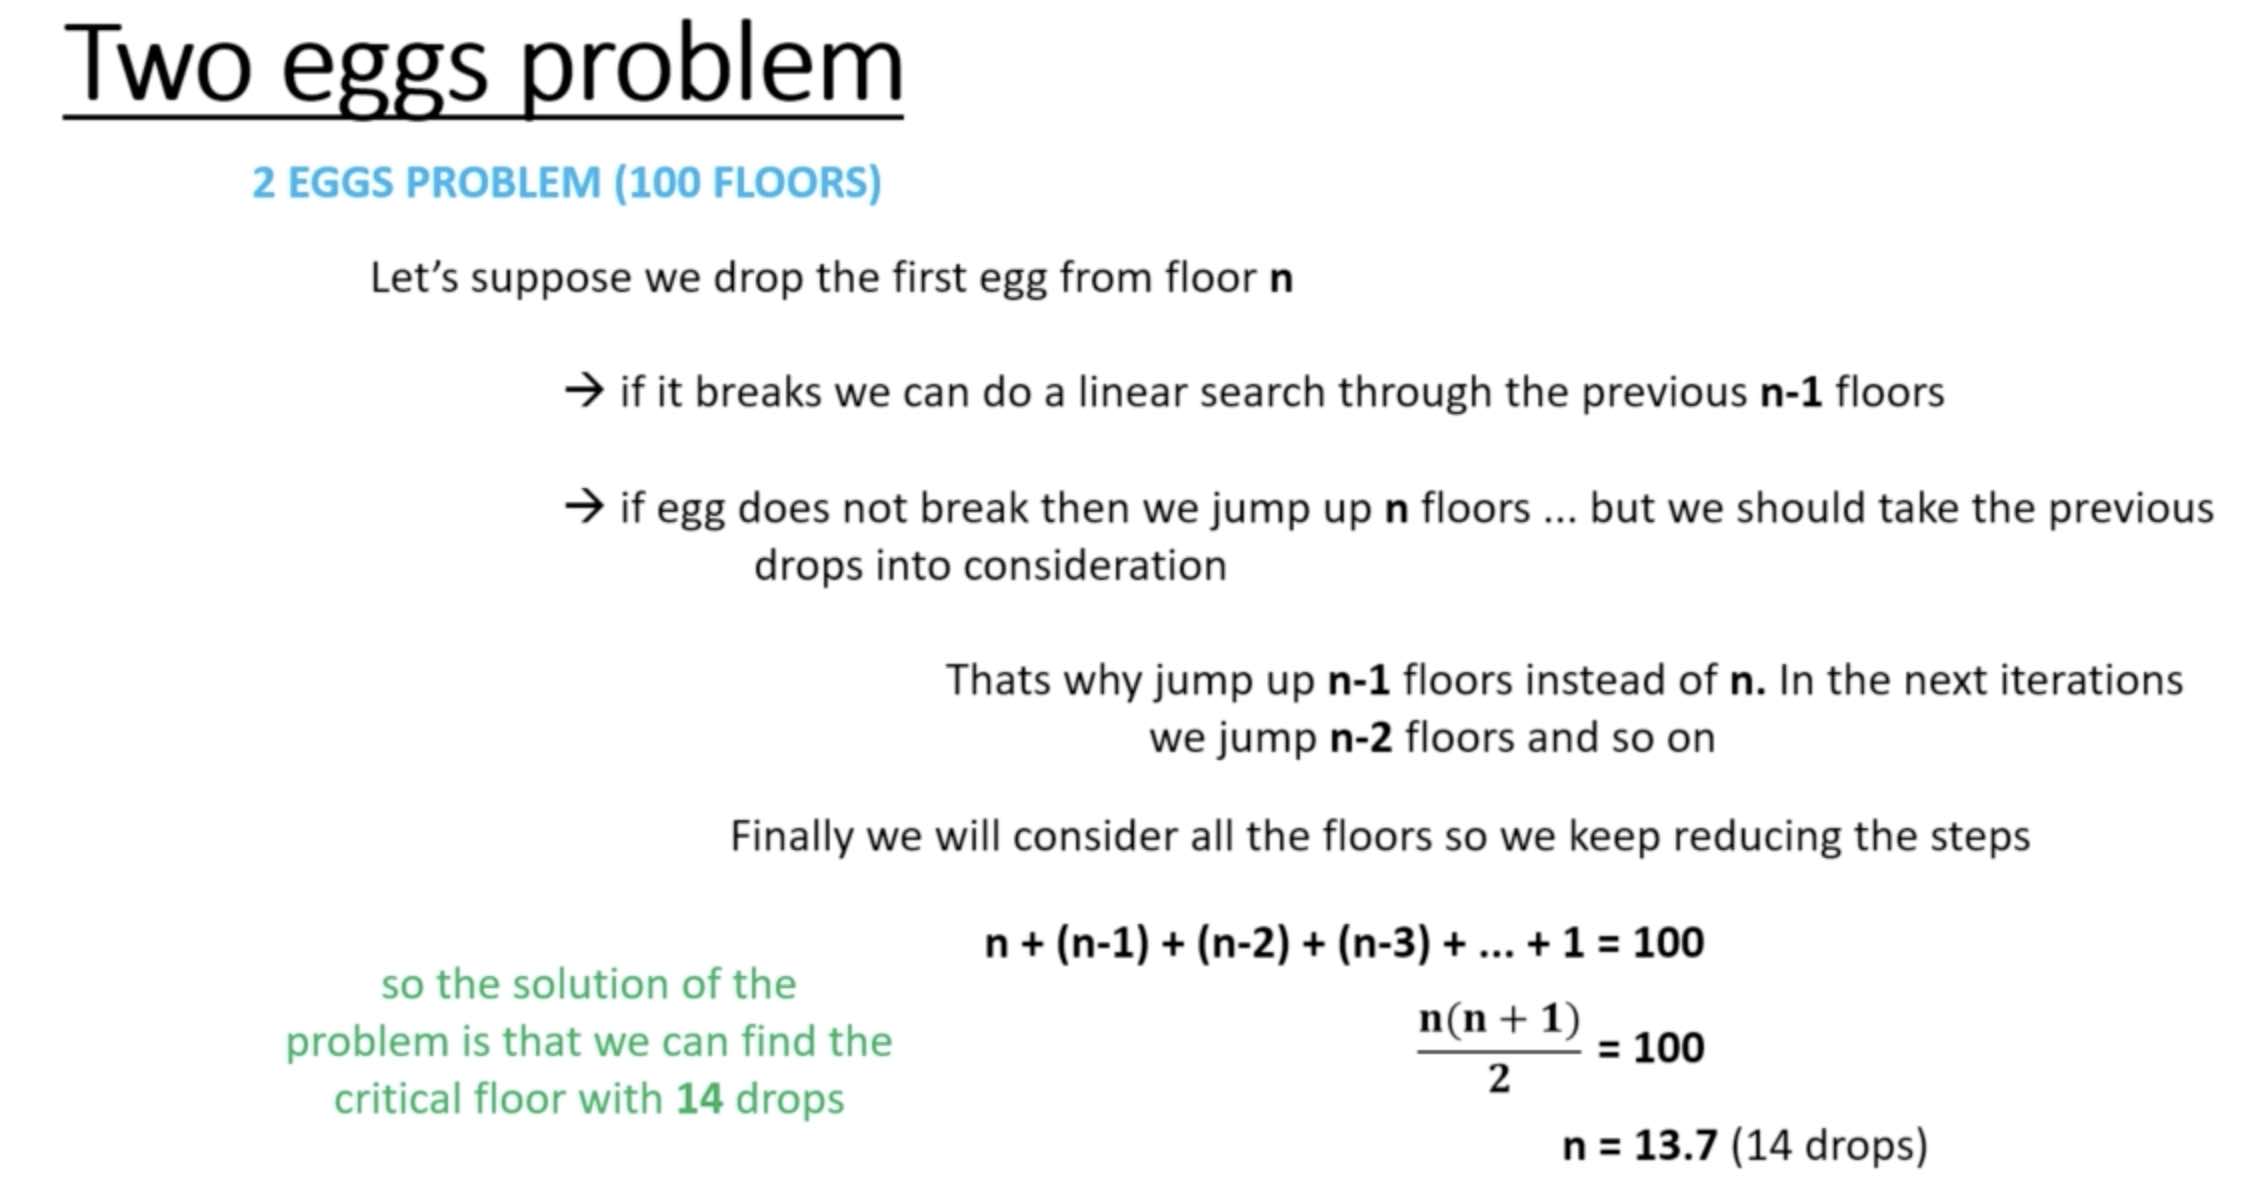 Two eggs problem
2 EGGS PROBLEM (100 FLOORS)
Let’s suppose we drop the first egg from floor n
→ if it breaks we can do a linear search through the previous n-1 floors
→ if egg does not break then we jump up n floors ... but we should take the previous
drops into consideration
Thats why jump up n-1 floors instead of n. In the next iterations
we jump n-2 floors and so on
Finally we will consider all the floors so we keep reducing the steps
n + (n-1) + (n-2) + (n-3) + ... + 1 = 100
n(n + 1)
2
= 100
n = 13.7 (14 drops)
so the solution of the
problem is that we can find the
critical floor with 14 drops